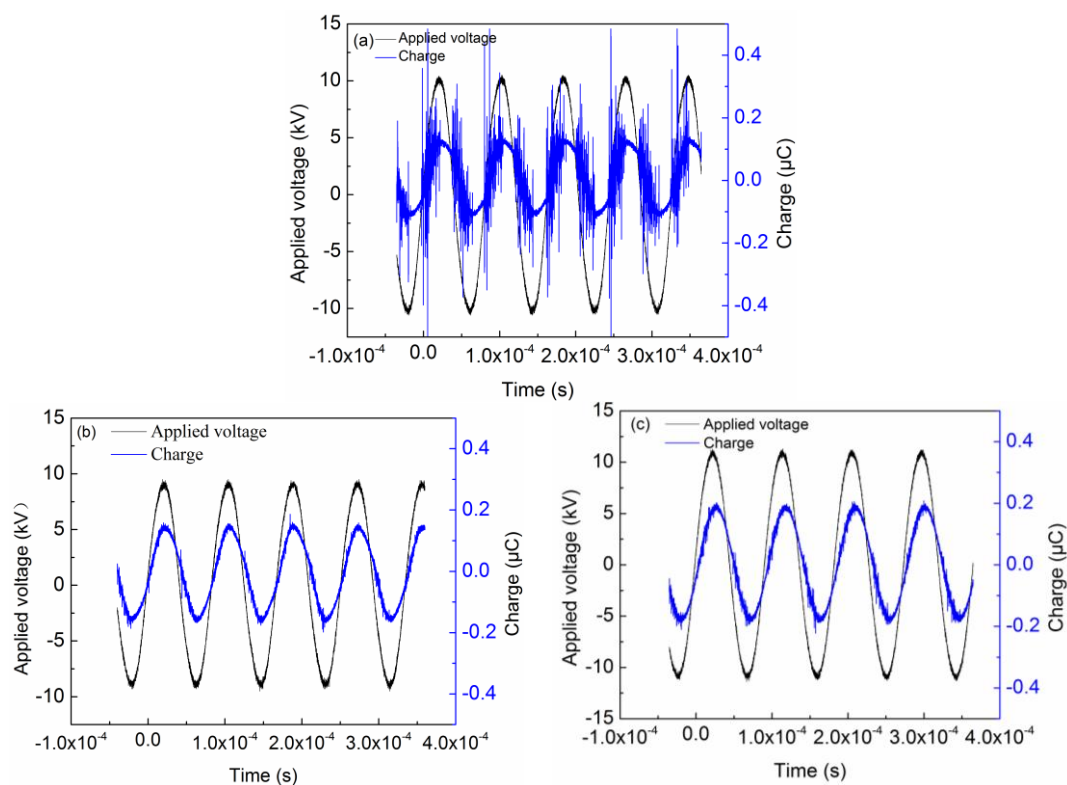 (a)
Applied voltage
Charge
15
10
5
0
-5
-10
Applied voltage (kV)
0.4
0.2
0.0
-0.2
-0.4
Charge (µC)
-1.0x10⁻⁴ 0.0 1.0x10⁻⁴ 2.0x10⁻⁴ 3.0x10⁻⁴ 4.0x10⁻⁴
Time (s)
(b)
Applied voltage
Charge
15
10
5
0
-5
-10
Applied voltage (kV)
0.4
0.2
0.0
-0.2
-0.4
Charge (µC)
-1.0x10⁻⁴ 0.0 1.0x10⁻⁴ 2.0x10⁻⁴ 3.0x10⁻⁴ 4.0x10⁻⁴
Time (s)
(c)
Applied voltage
Charge
15
10
5
0
-5
-10
-15
Applied voltage (kV)
0.4
0.2
0.0
-0.2
-0.4
Charge (µC)
-1.0x10⁻⁴ 0.0 1.0x10⁻⁴ 2.0x10⁻⁴ 3.0x10⁻⁴ 4.0x10⁻⁴
Time (s)